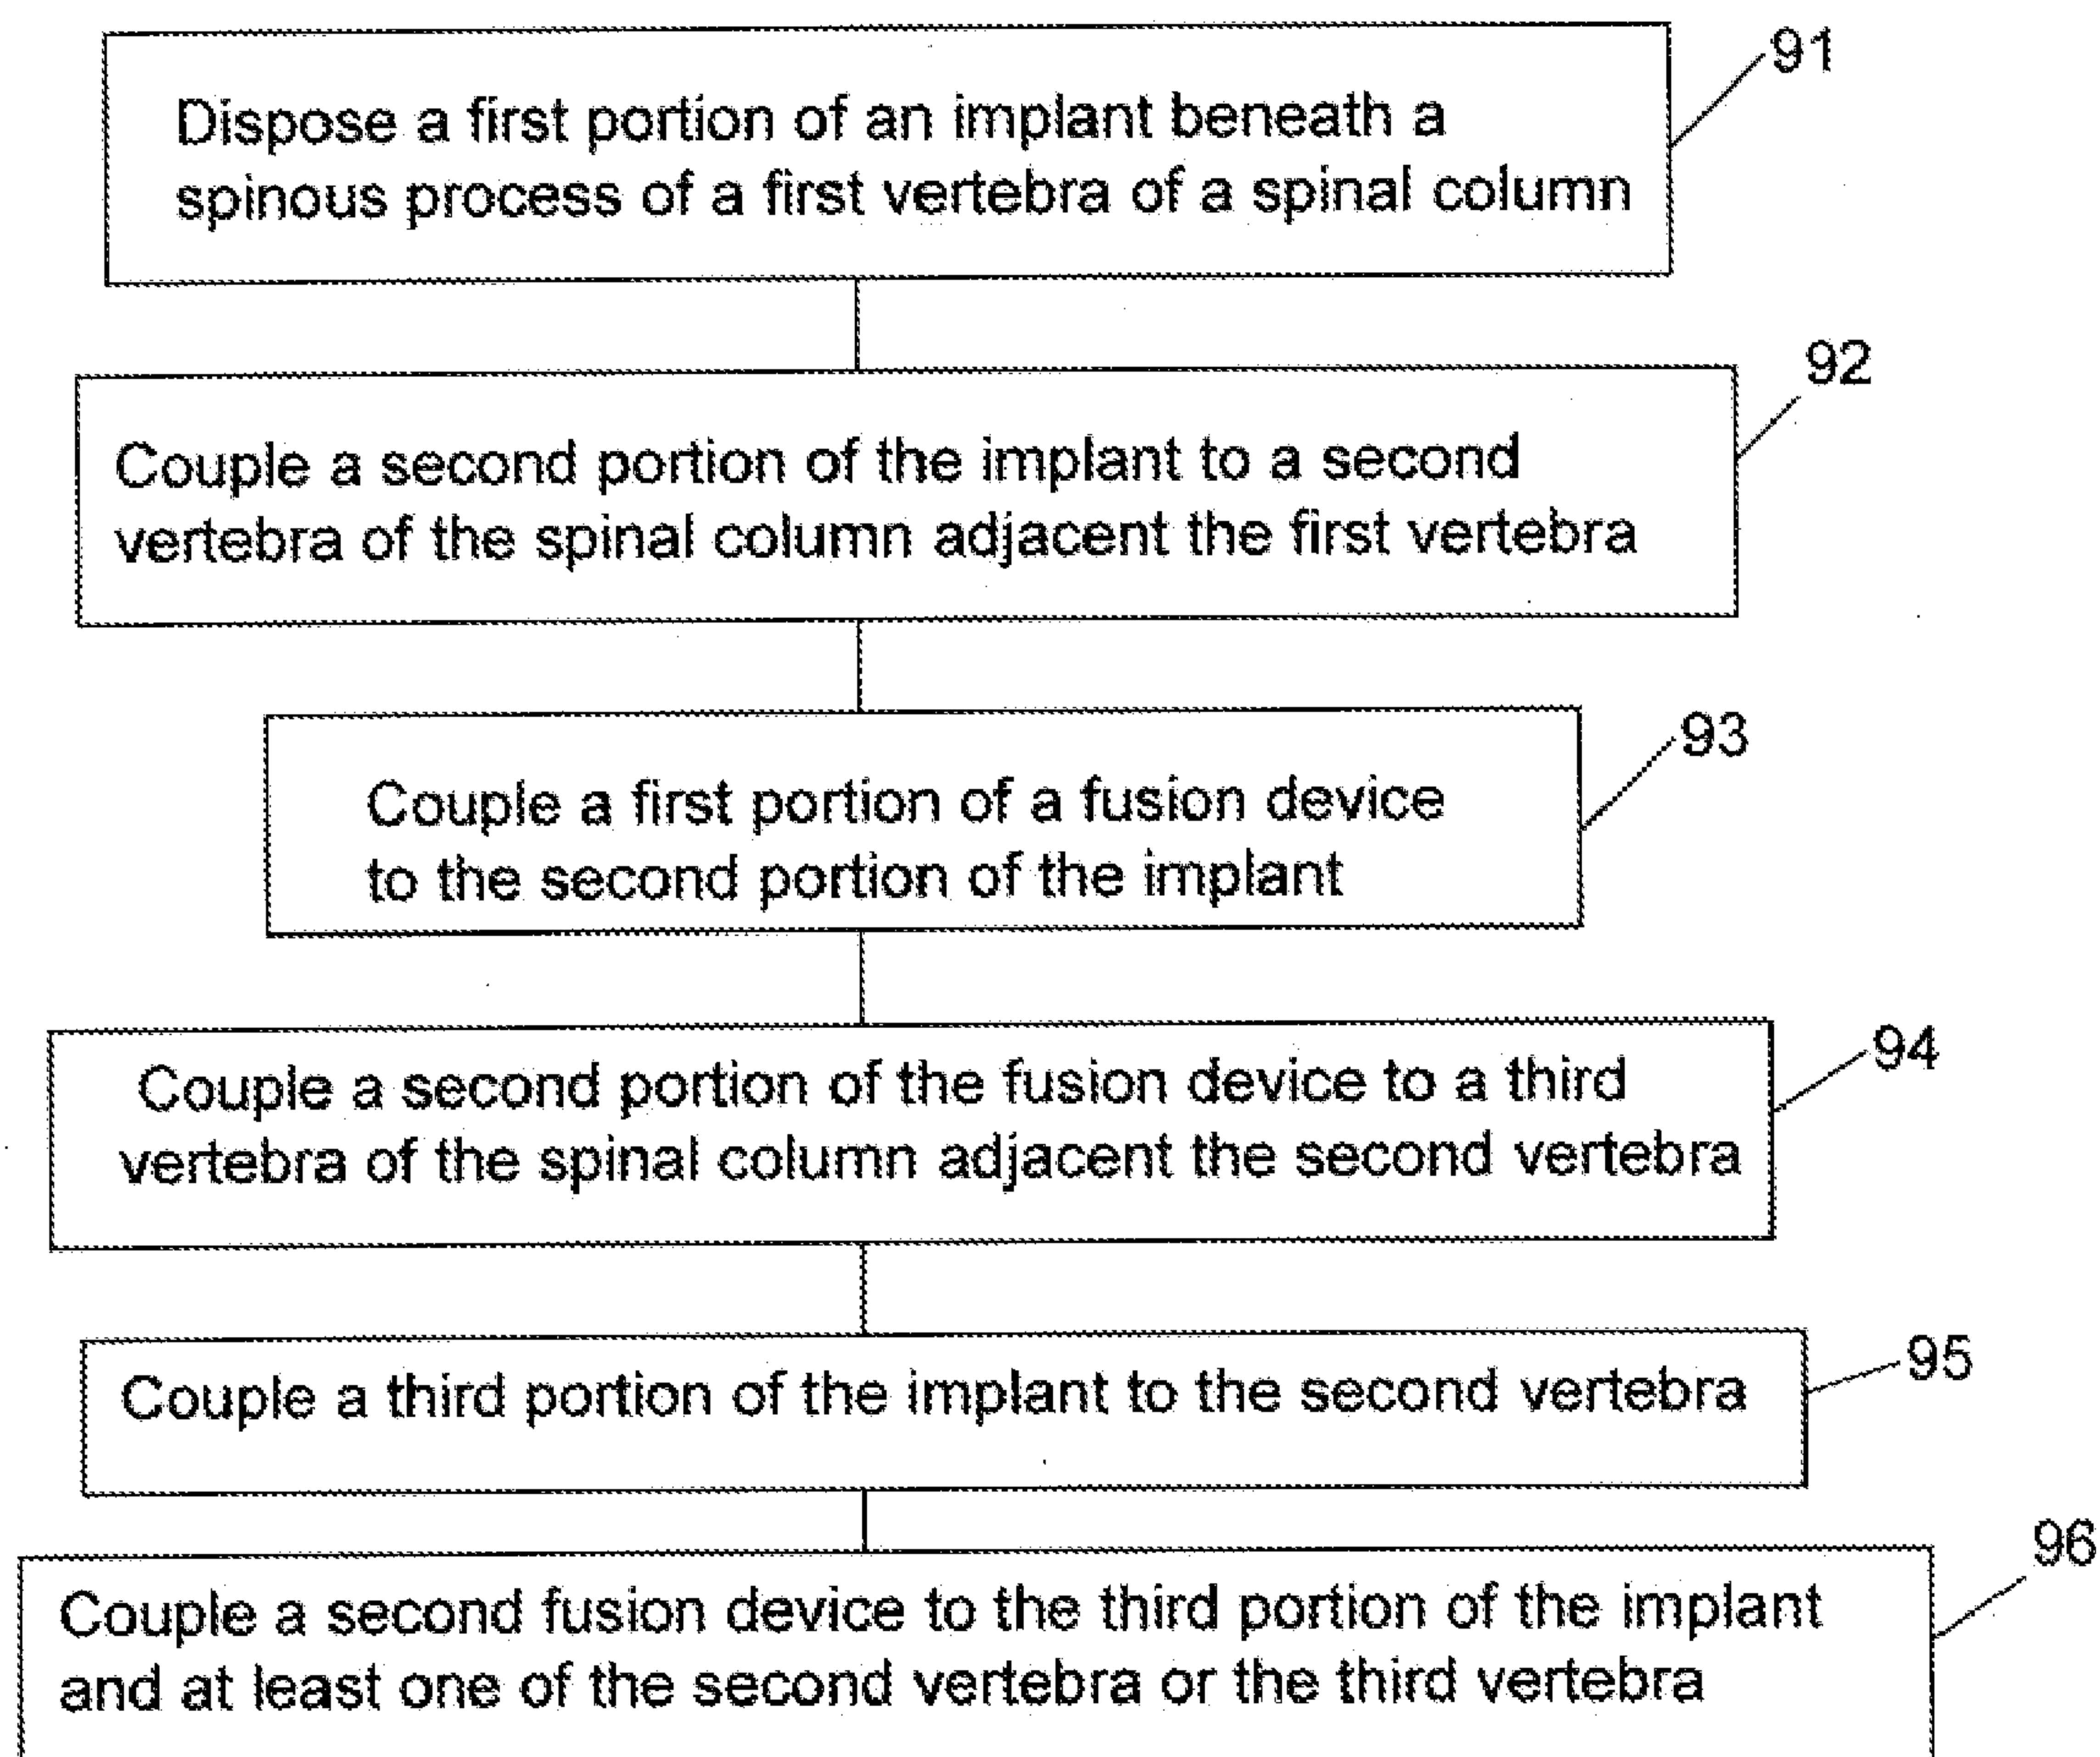 91
Dispose a first portion of an implant beneath a
spinous process of a first vertebra of a spinal column
92
Couple a second portion of the implant to a second
vertebra of the spinal column adjacent the first vertebra
93
Couple a first portion of a fusion device
to the second portion of the implant
94
Couple a second portion of the fusion device to a third
vertebra of the spinal column adjacent the second vertebra
95
Couple a third portion of the implant to the second vertebra
96
Couple a second fusion device to the third portion of the implant
and at least one of the second vertebra or the third vertebra